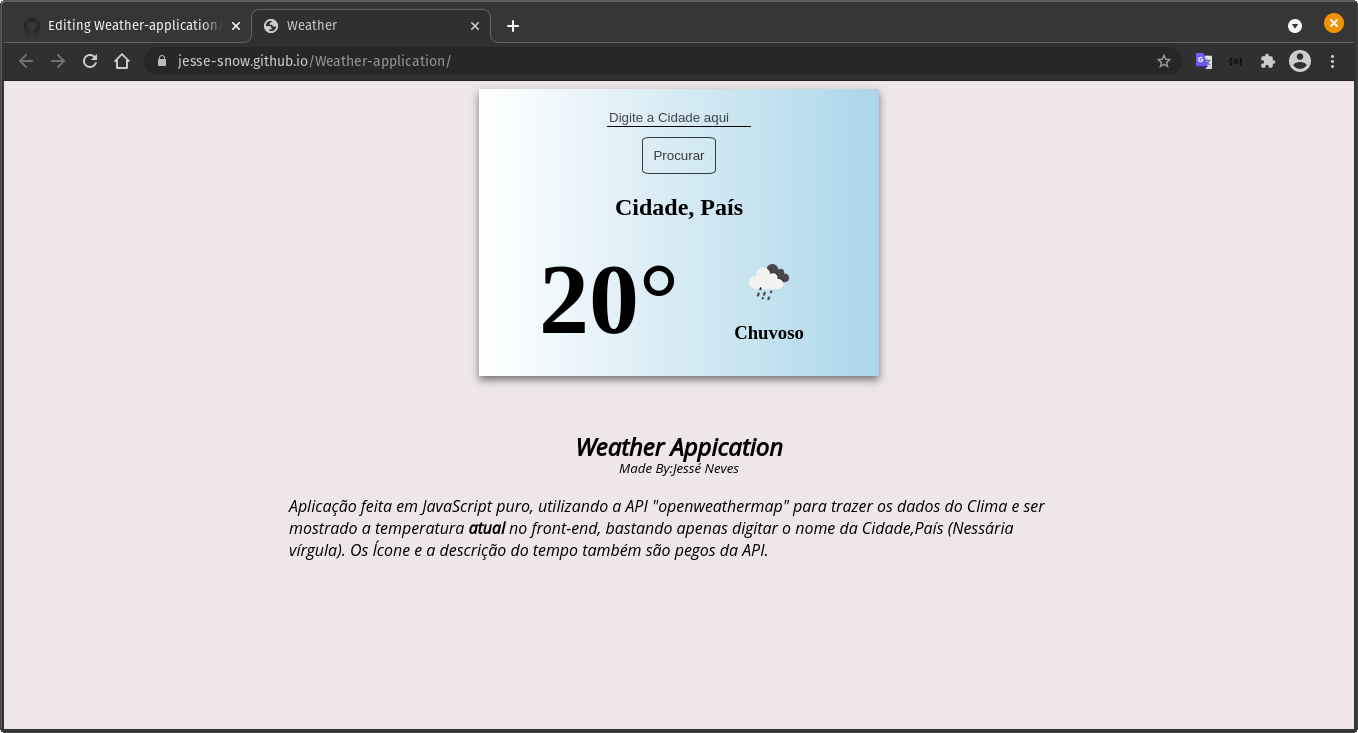 Editing Weather-application/
Weather
jesse-snow.github.io/Weather-application/
Digite a Cidade aqui
Procurar
Cidade, País
20°
Chuvoso
Weather Appication
Made By:Jessé Neves
Aplicação feita em JavaScript puro, utilizando a API "openweathermap" para trazer os dados do Clima e ser
mostrado a temperatura atual no front-end, bastando apenas digitar o nome da Cidade,País (Nessária
vírgula). Os Ícone e a descrição do tempo também são pegos da API.